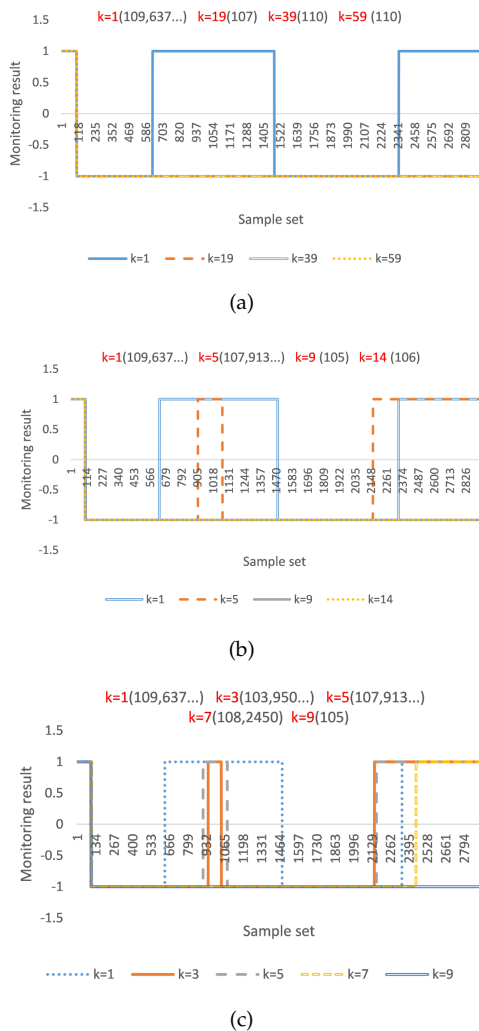 k=1(109,637...) k=19(107) k=39(110) k=59 (110)
1.5
1
0.5
0
-0.5
-1
-1.5
Monitoring result
1 118 235 352 469 586 703 820 937 1054 1171 1288 1405 1522 1639 1756 1873 1990 2107 2224 2341 2458 2575 2692 2809
Sample set
k=1 k=19 k=39 k=59
(a)
k=1(109,637...) k=5(107,913...) k=9 (105) k=14 (106)
1.5
1
0.5
0
-0.5
-1
-1.5
Monitoring result
1 114 227 340 453 566 679 792 905 1018 1131 1244 1357 1470 1583 1696 1809 1922 2035 2148 2261 2374 2487 2600 2713 2826
Sample set
k=1 k=5 k=9 k=14
(b)
k=1(109,637...) k=3(103,950...) k=5(107,913...)
k=7(108,2450) k=9(105)
1.5
1
0.5
0
-0.5
-1
-1.5
Monitoring result
1 134 267 400 533 666 799 932 1065 1198 1331 1464 1597 1730 1863 1996 2129 2262 2395 2528 2661 2794
Sample set
k=1 k=3 k=5 k=7 k=9
(c)